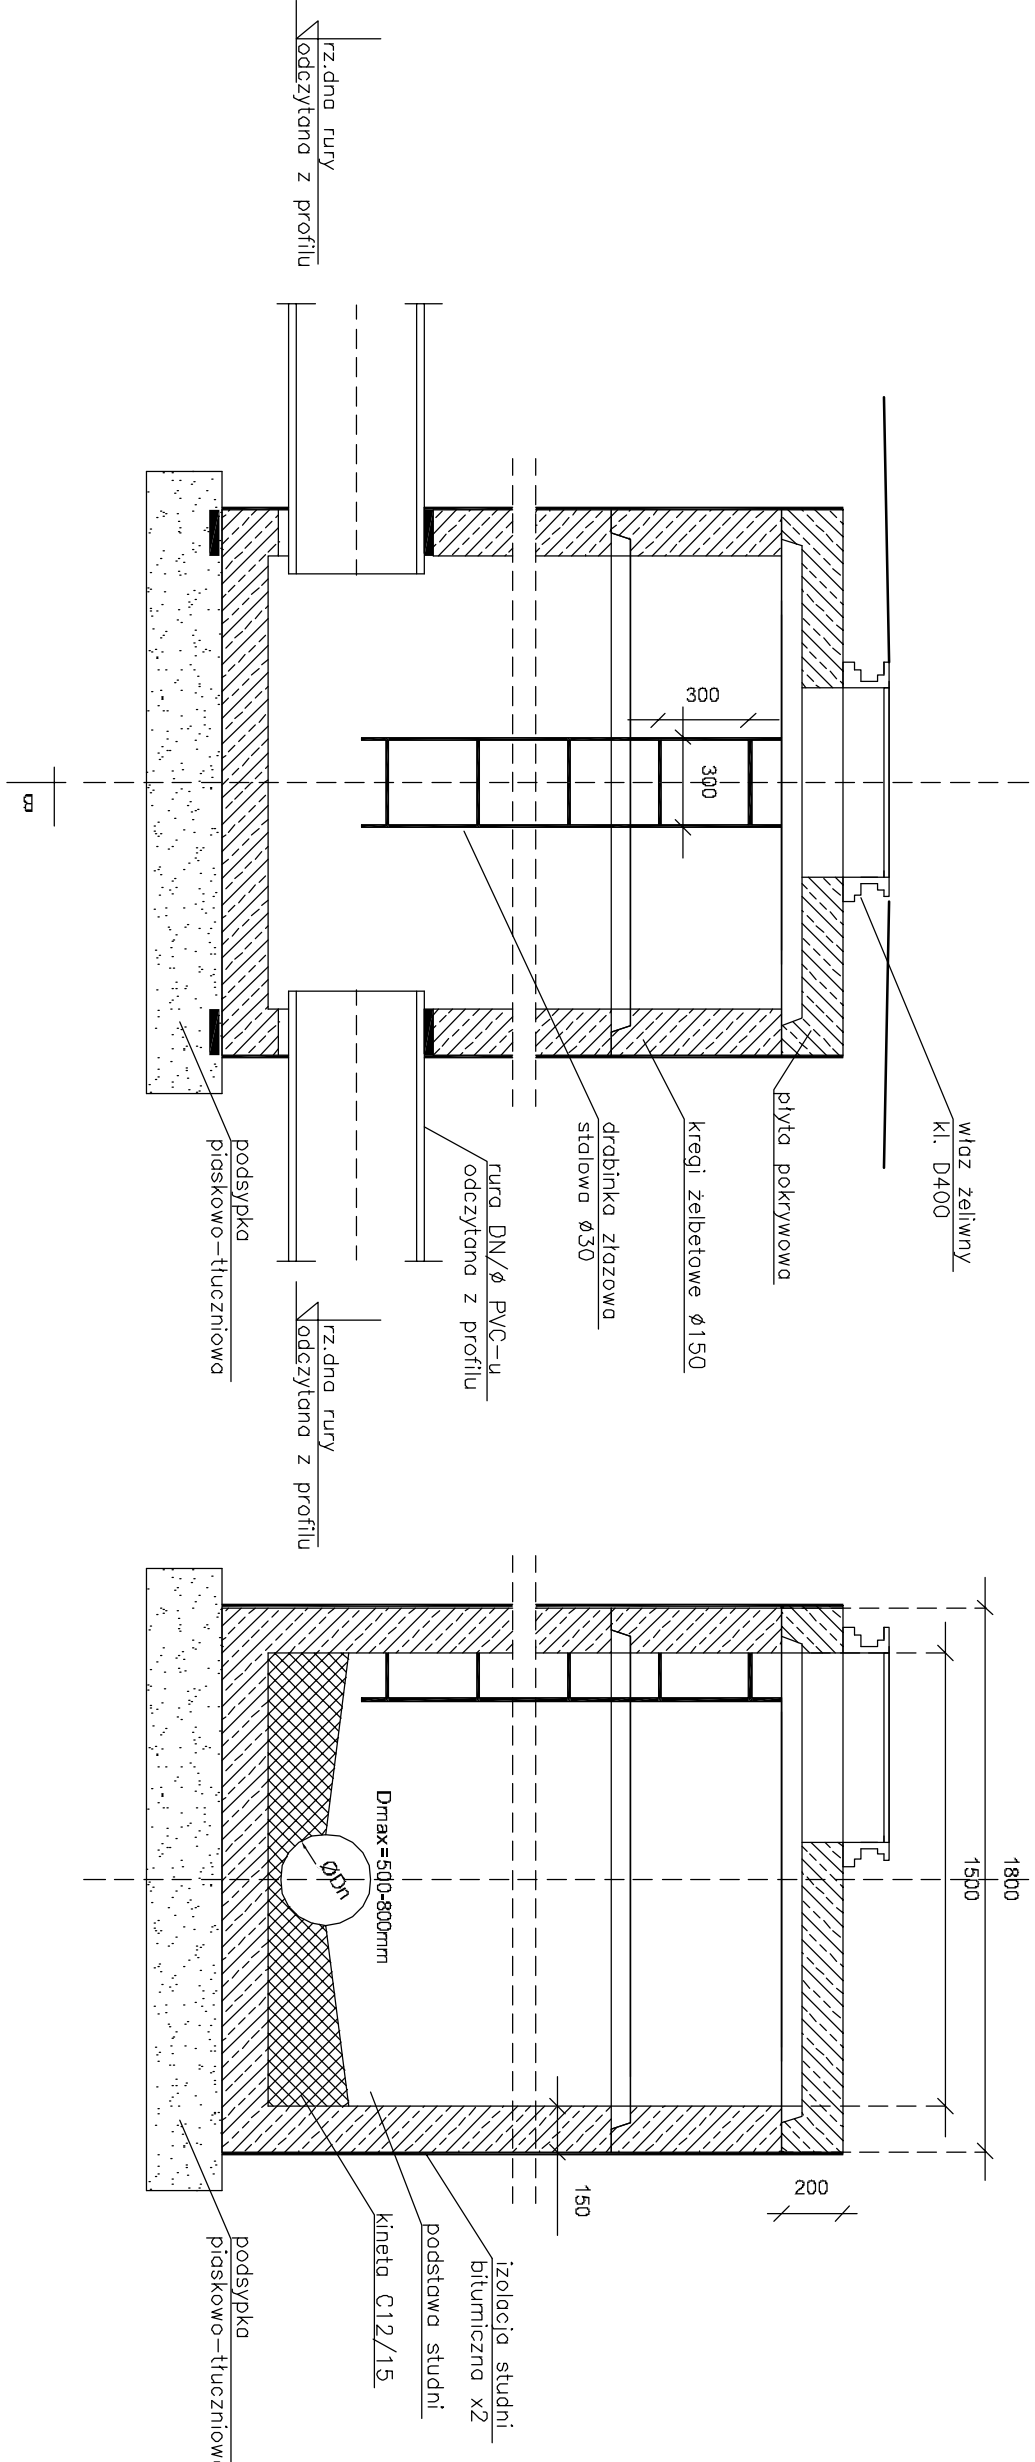 rz.dna rury
odczytana z profilu
właz żeliwny
kl. D400
płyta pokrywowa
kręgi żelbetowe ø150
drabinka złazowa
stalowa ø30
rura DN/ø PVC-u
odczytana z profilu
podsypka
piaskowo-tłuczniowa
rz.dna rury
odczytana z profilu
300
300
B
1800
1500
200
150
Dmax=500-800mm
ØDn
izolacja studni
bitumiczna x2
podstawa studni
kineta C12/15
podsypka
piaskowo-tłuczniowa